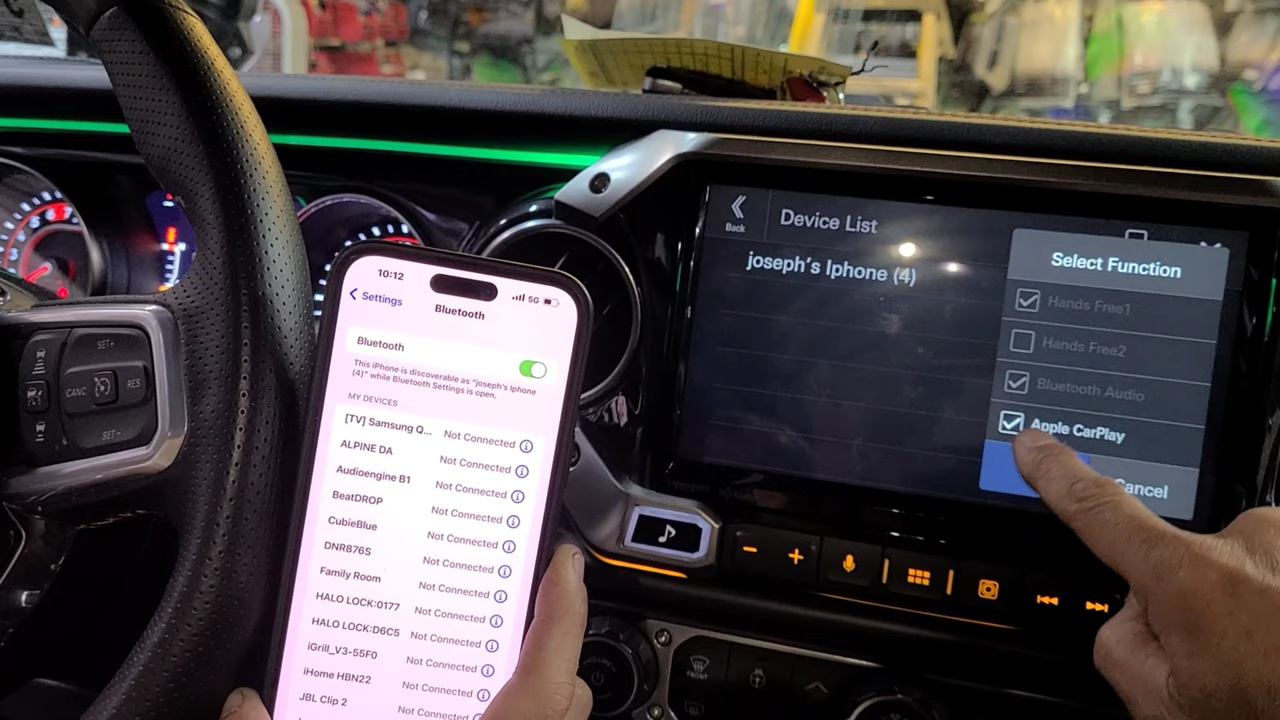 10:12
5G
Settings
Bluetooth
Bluetooth
This iPhone is discoverable as "joseph's Iphone
(4)" while Bluetooth Settings is open.
MY DEVICES
[TV] Samsung Q... Not Connected
ALPINE DA Not Connected
Audioengine B1 Not Connected
BeatDROP Not Connected
CubieBlue Not Connected
DNR876S Not Connected
Family Room Not Connected
HALO LOCK:0177 Not Connected
HALO LOCK:D6C5 Not Connected
iGrill_V3-55F0 Not Connected
iHome HBN22 Not Connected
JBL Clip 2 Not Connected
Back
Device List
joseph's Iphone (4)
Select Function
Hands Free1
Hands Free2
Bluetooth Audio
Apple CarPlay
Cancel
SET+
CANC
RES
SET-
VOLUME
FRONT